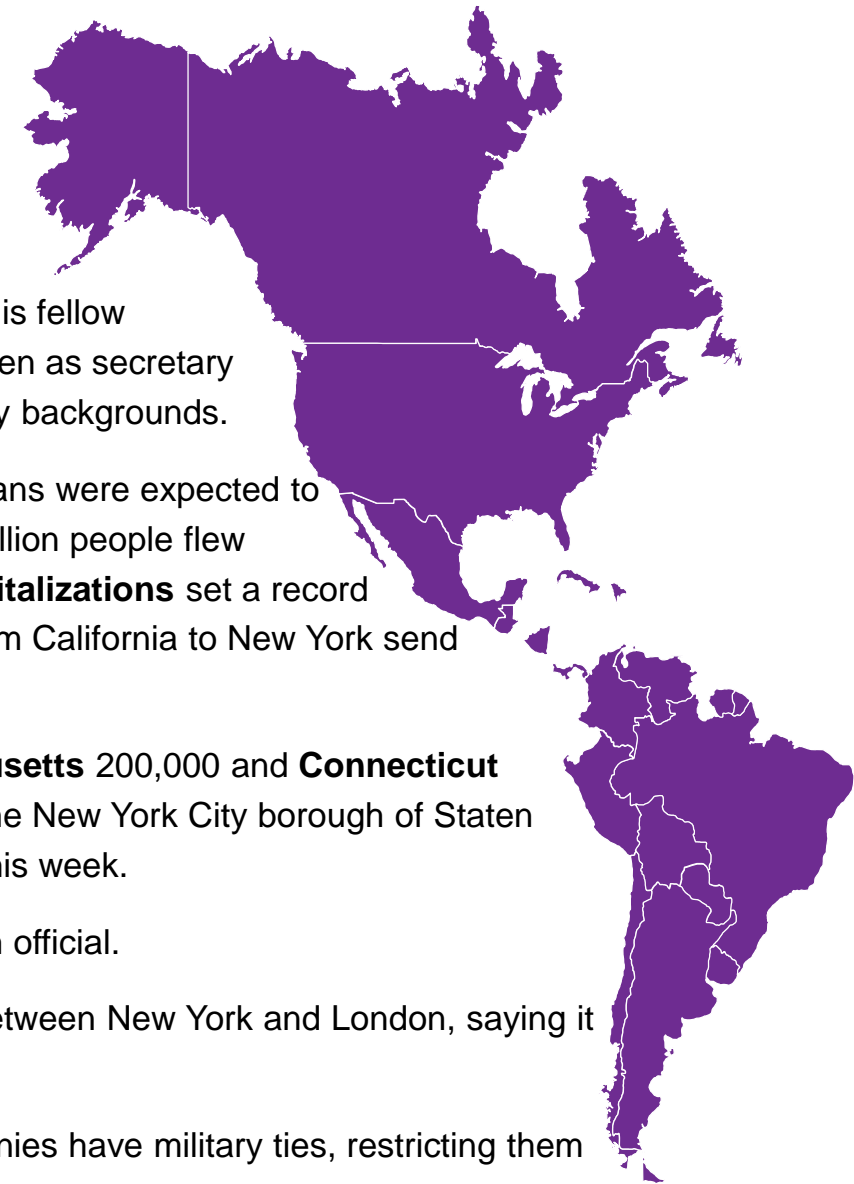 is fellow
en as secretary
y backgrounds.
ans were expected to
llion people flew
italizations set a record
m California to New York send
usetts 200,000 and Connecticut
he New York City borough of Staten
his week.
n official.
etween New York and London, saying it
nies have military ties, restricting them